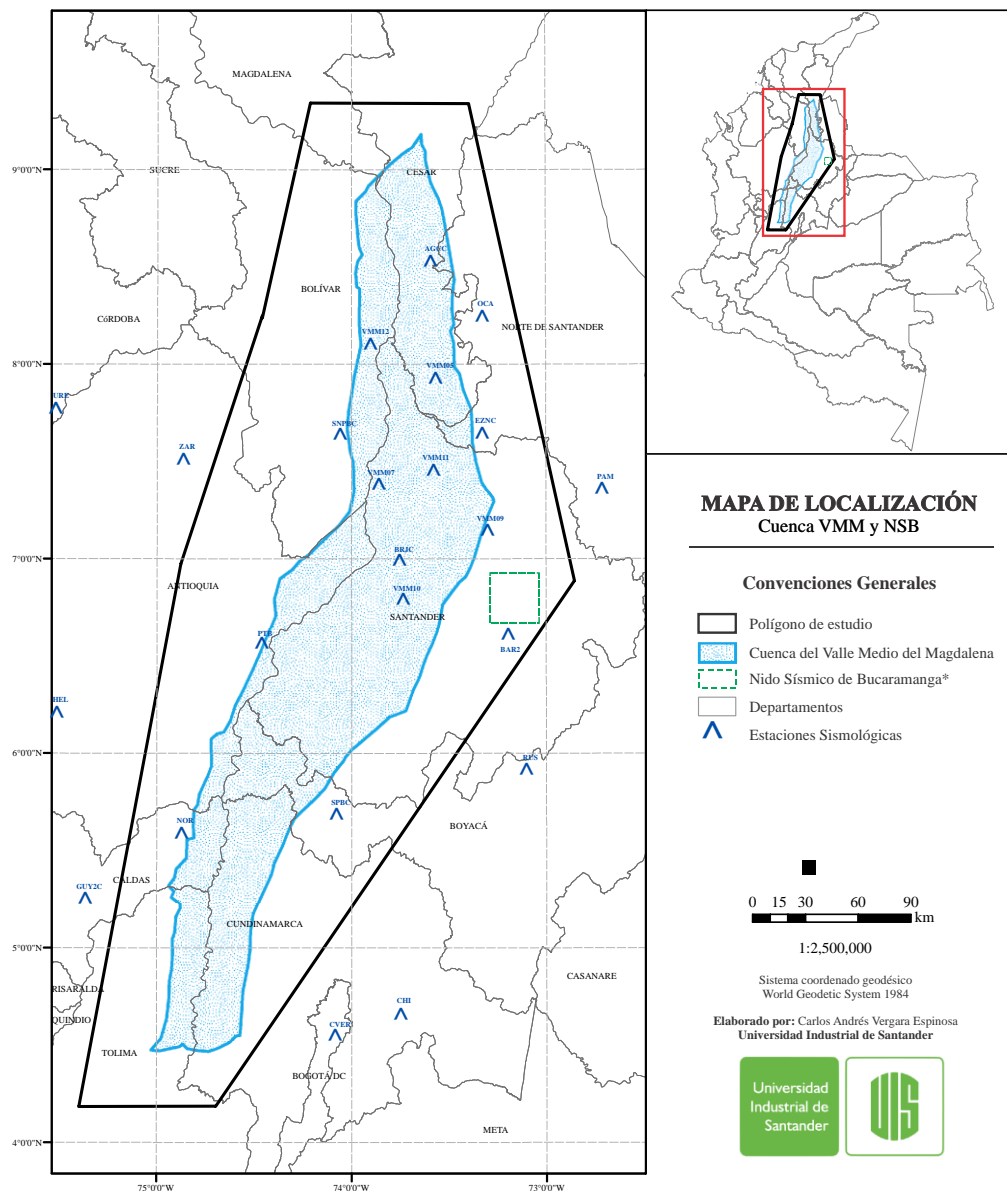 MAGDALENA
9°0'0"N
SUCRE
CESAR
AGUC
BOLÍVAR
OCA
CóRDOBA
NORTE DE SANTANDER
VMM12
8°0'0"N
VMM05
URE
SNPBC
EZNC
ZAR
VMM11
VMM07
PAM
VMM09
7°0'0"N
BRJC
ANTIOQUIA
VMM10
SANTANDER
PTB
BAR2
HEL
6°0'0"N
RUS
SPBC
NOR
BOYACÁ
CALDAS
GUY2C
CUNDINAMARCA
5°0'0"N
CASANARE
RISARALDA
CHI
QUINDIO
CVER
TOLIMA
BOGOTÁ DC
META
4°0'0"N
75°0'0"W
74°0'0"W
73°0'0"W
MAPA DE LOCALIZACIÓN
Cuenca VMM y NSB
Convenciones Generales
Polígono de estudio
Cuenca del Valle Medio del Magdalena
Nido Sísmico de Bucaramanga*
Departamentos
Estaciones Sismológicas
0 15 30 60 90
km
1:2,500,000
Sistema coordenado geodésico
World Geodetic System 1984
Elaborado por: Carlos Andrés Vergara Espinosa
Universidad Industrial de Santander
Universidad
Industrial de
Santander
UIS